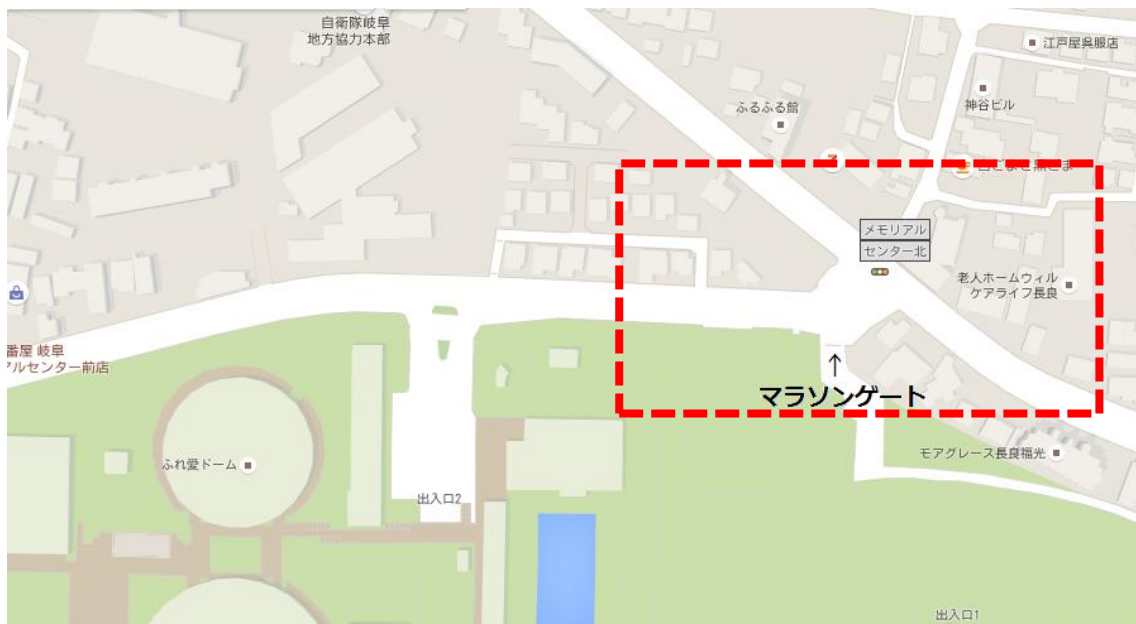 自衛隊岐阜
地方協力本部
江戸屋呉服店
神谷ビル
ふるふる館
メモリアル
センター北
老人ホームウィル
ケアライフ長良
番屋 岐阜
アルセンター前店
↑
マラソンゲート
モアグレース長良福光
ふれ愛ドーム
出入口2
出入口1